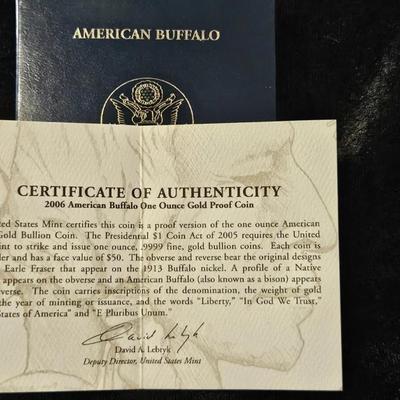 AMERICAN BUFFALO
CERTIFICATE OF AUTHENTICITY
2006 American Buffalo One Ounce Gold Proof Coin
States Mint certifies this coin is a proof version of the one ounce American
Gold Bullion Coin. The Presidential $1 Coin Act of 2005 requires the United
to strike and issue one ounce, .9999 fine, gold bullion coins. Each coin is
and has a face value of $50. The obverse and reverse bear the original designs
Earle Fraser that appear on the 1913 Buffalo nickel. A profile of a Native
appears on the obverse and an American Buffalo (also known as a bison) appears
The coin carries inscriptions of the denomination, the weight of gold
the year of minting or issuance, and the words “Liberty,” “In God We Trust,”
States of America” and “E Pluribus Unum.”
David A. Lebryk
David A. Lebryk
Deputy Director, United States Mint